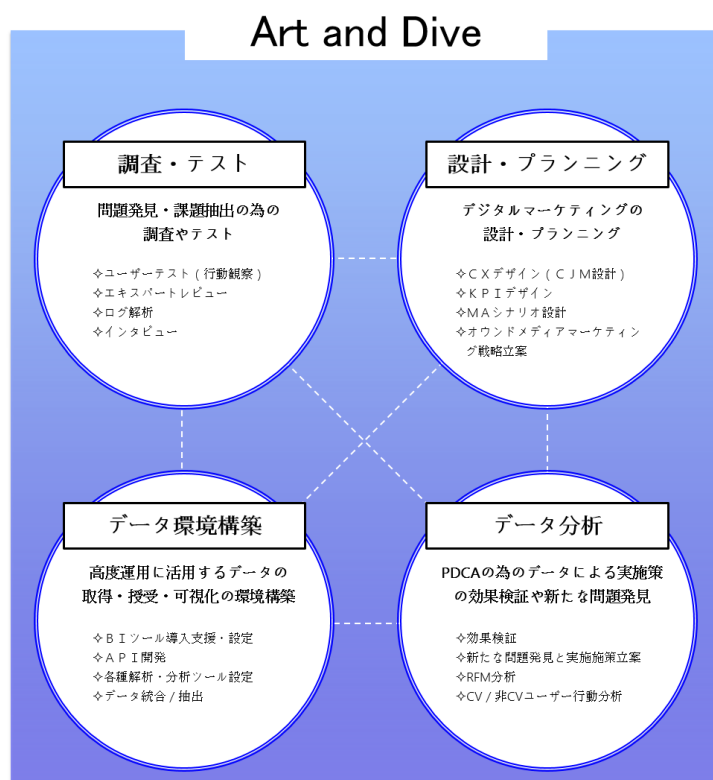 Art and Dive
調査・テスト
問題発見・課題抽出の為の
調査やテスト
✧ユーザーテスト(行動観察)
✧エキスパートレビュー
✧ログ解析
✧インタビュー
設計・プランニング
デジタルマーケティングの
設計・プランニング
✧CXデザイン(CJM設計)
✧KPIデザイン
✧MAシナリオ設計
✧オウンドメディアマーケティン
グ戦略立案
データ環境構築
高度運用に活用するデータの
取得・授受・可視化の環境構築
✧BIツール導入支援・設定
✧API開発
✧各種解析・分析ツール設定
✧データ統合/抽出
データ分析
PDCAの為のデータによる実施策
の効果検証や新たな問題発見
✧効果検証
✧新たな問題発見と実施施策立案
✧RFM分析
✧CV/非CVユーザー行動分析